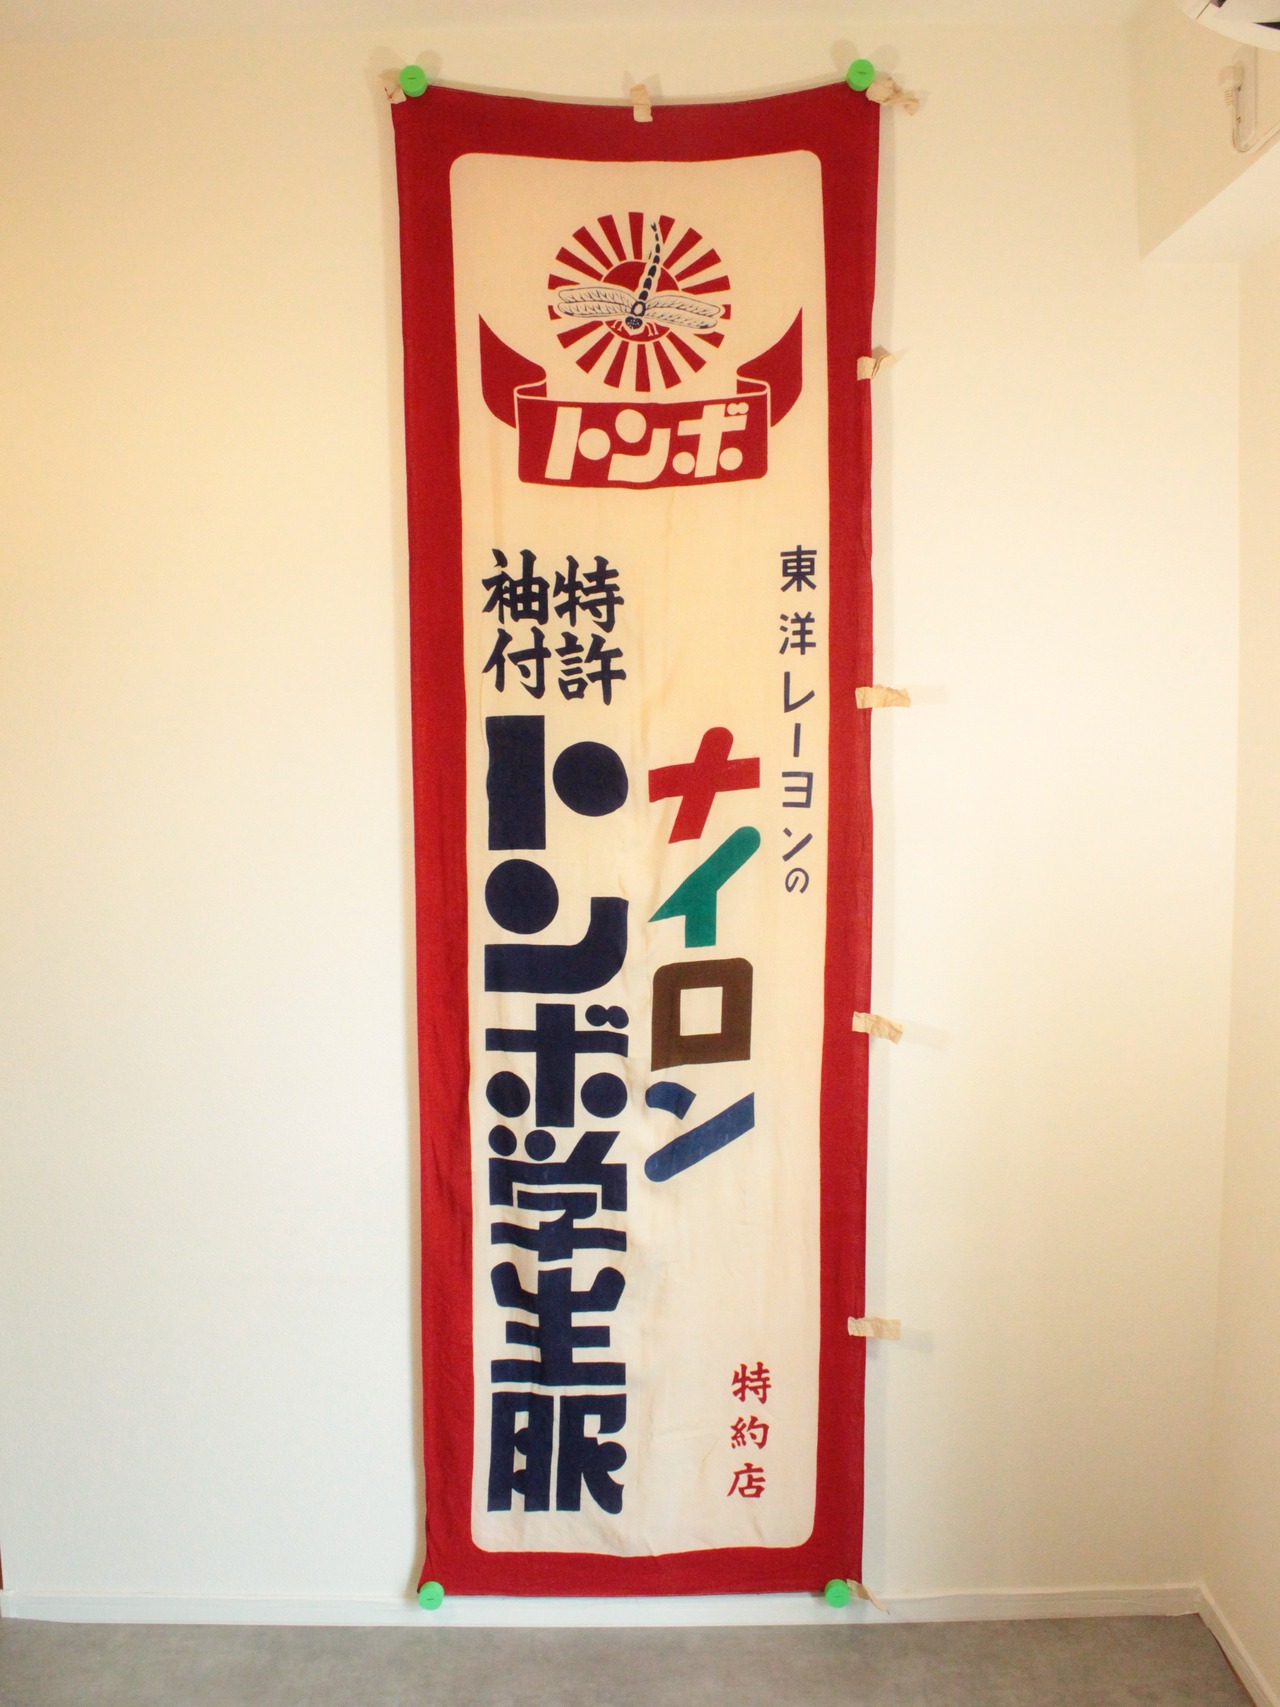 トンボ
東洋レーヨンの
ナイロン
特許
袖付
トンボ学生服
特約店